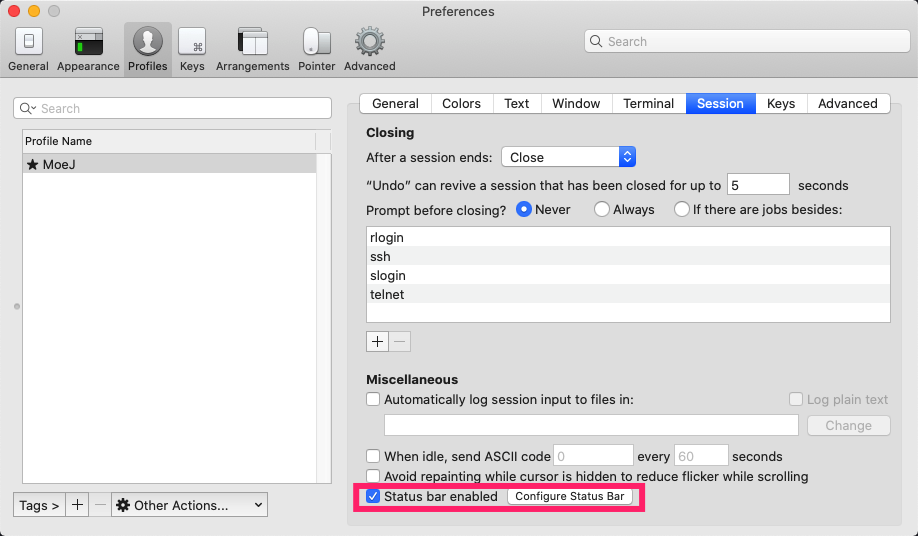 Preferences
General Appearance Profiles Keys Arrangements Pointer Advanced
Search
Search
Profile Name
MoeJ
Tags >
Other Actions...
General Colors Text Window Terminal Session Keys Advanced
Closing
After a session ends: Close
“Undo” can revive a session that has been closed for up to 5 seconds
Prompt before closing? Never Always If there are jobs besides:
rlogin
ssh
slogin
telnet
Miscellaneous
Automatically log session input to files in: Log plain text
Change
When idle, send ASCII code 0 every 60 seconds
Avoid repainting while cursor is hidden to reduce flicker while scrolling
Status bar enabled Configure Status Bar